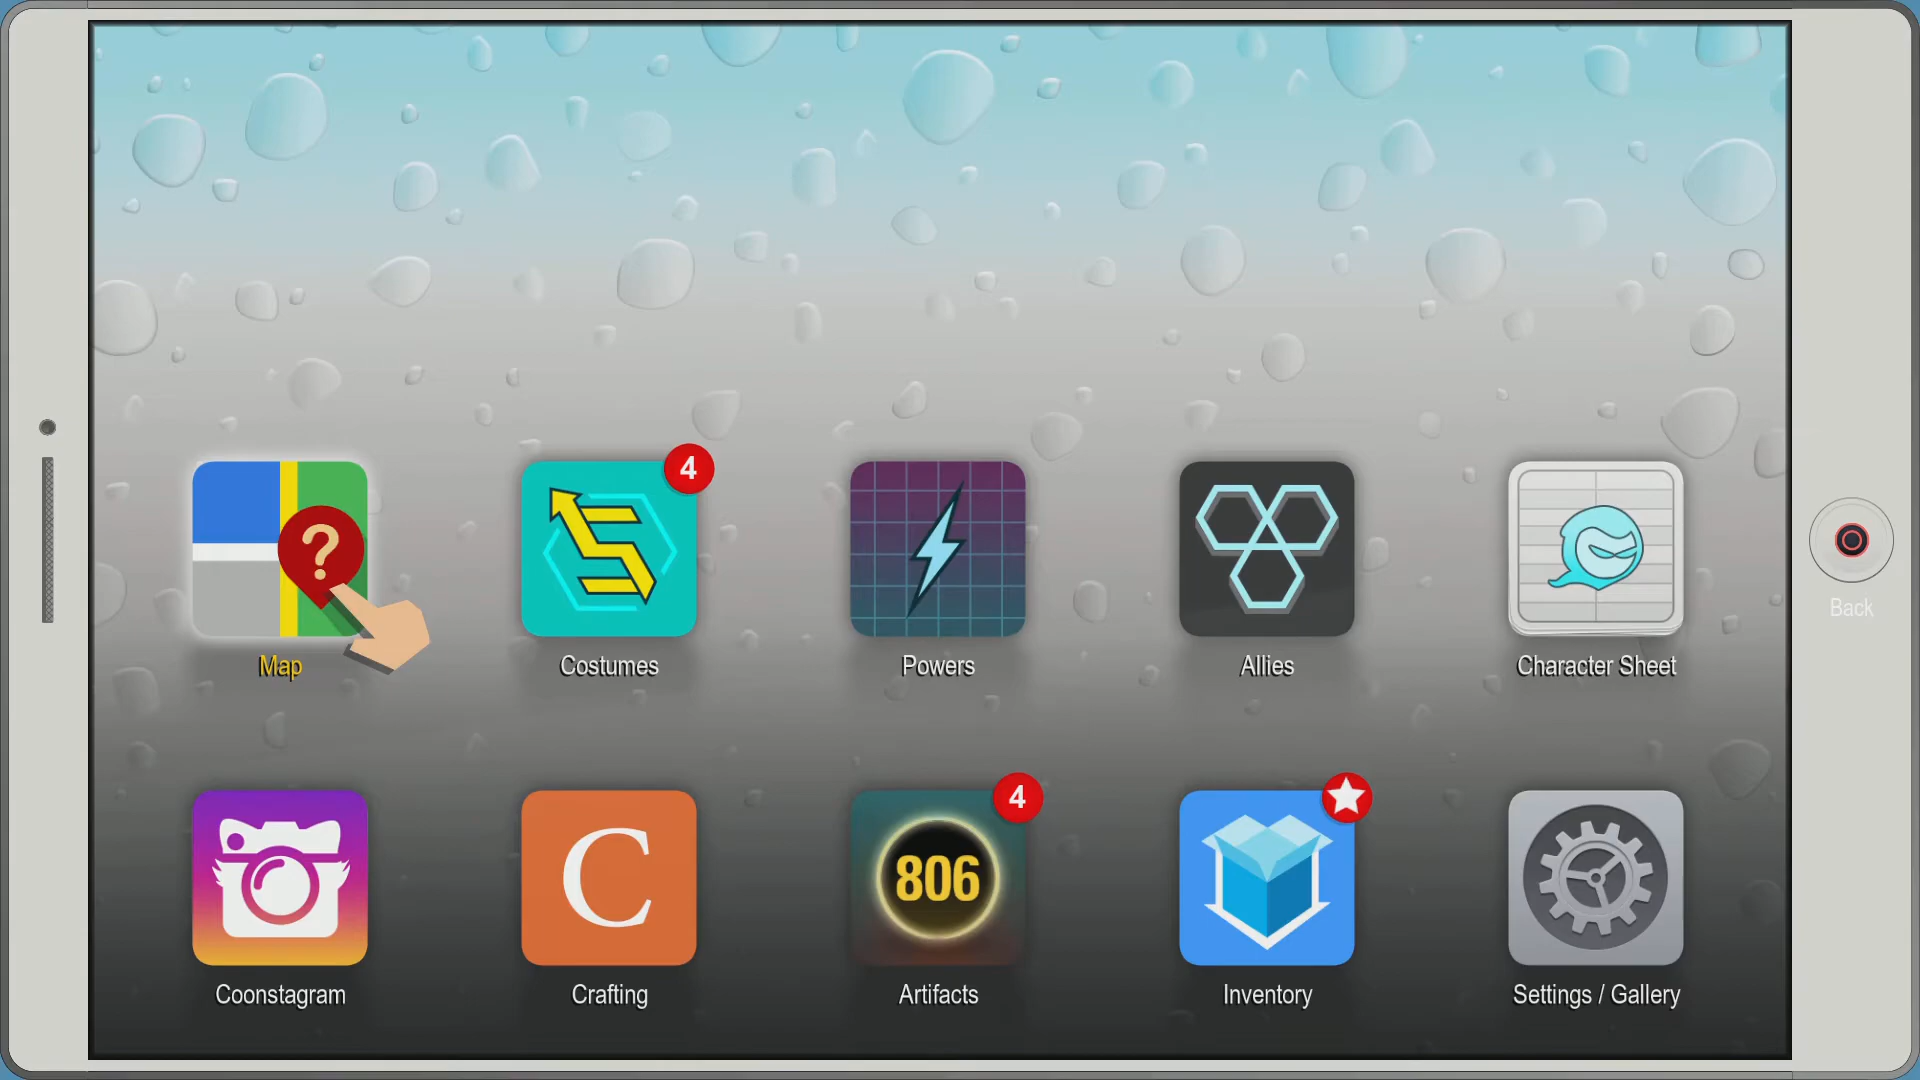 4
?
Map
Costumes
Powers
Allies
Character Sheet
Back
4
C
806
Coonstagram
Crafting
Artifacts
Inventory
Settings / Gallery